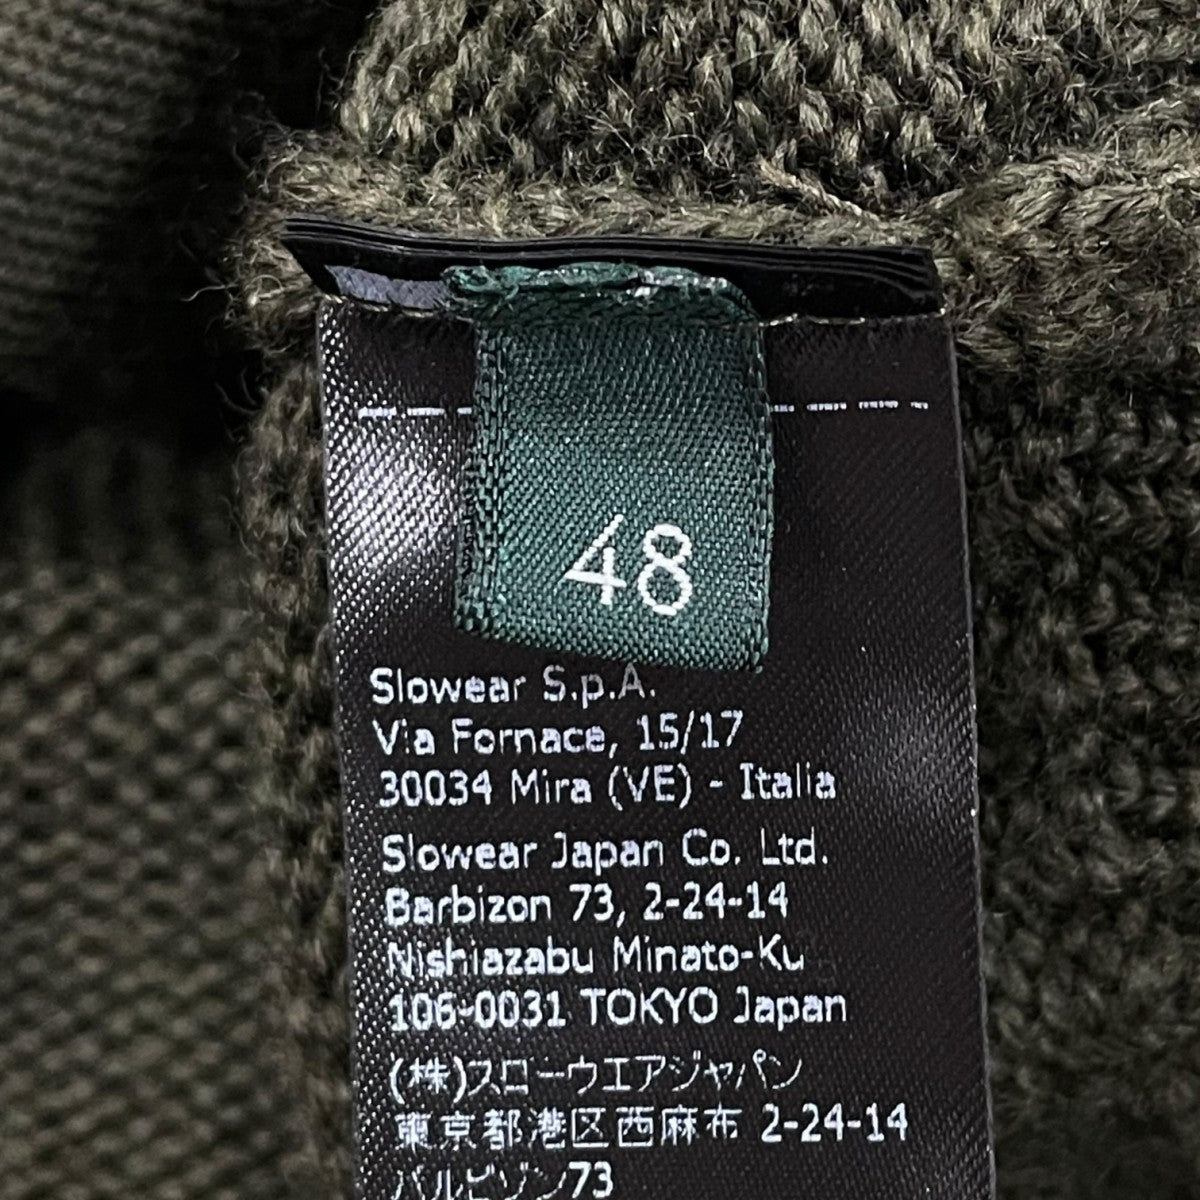 48
Slowear S.p.A.
Via Fornace, 15/17
30034 Mira (VE) - Italia
Slowear Japan Co. Ltd.
Barbizon 73, 2-24-14
Nishiazabu Minato-Ku
106-0031 TOKYO Japan
(株)スローウエアジャパン
東京都港区西麻布 2-24-14
バルビゾン73